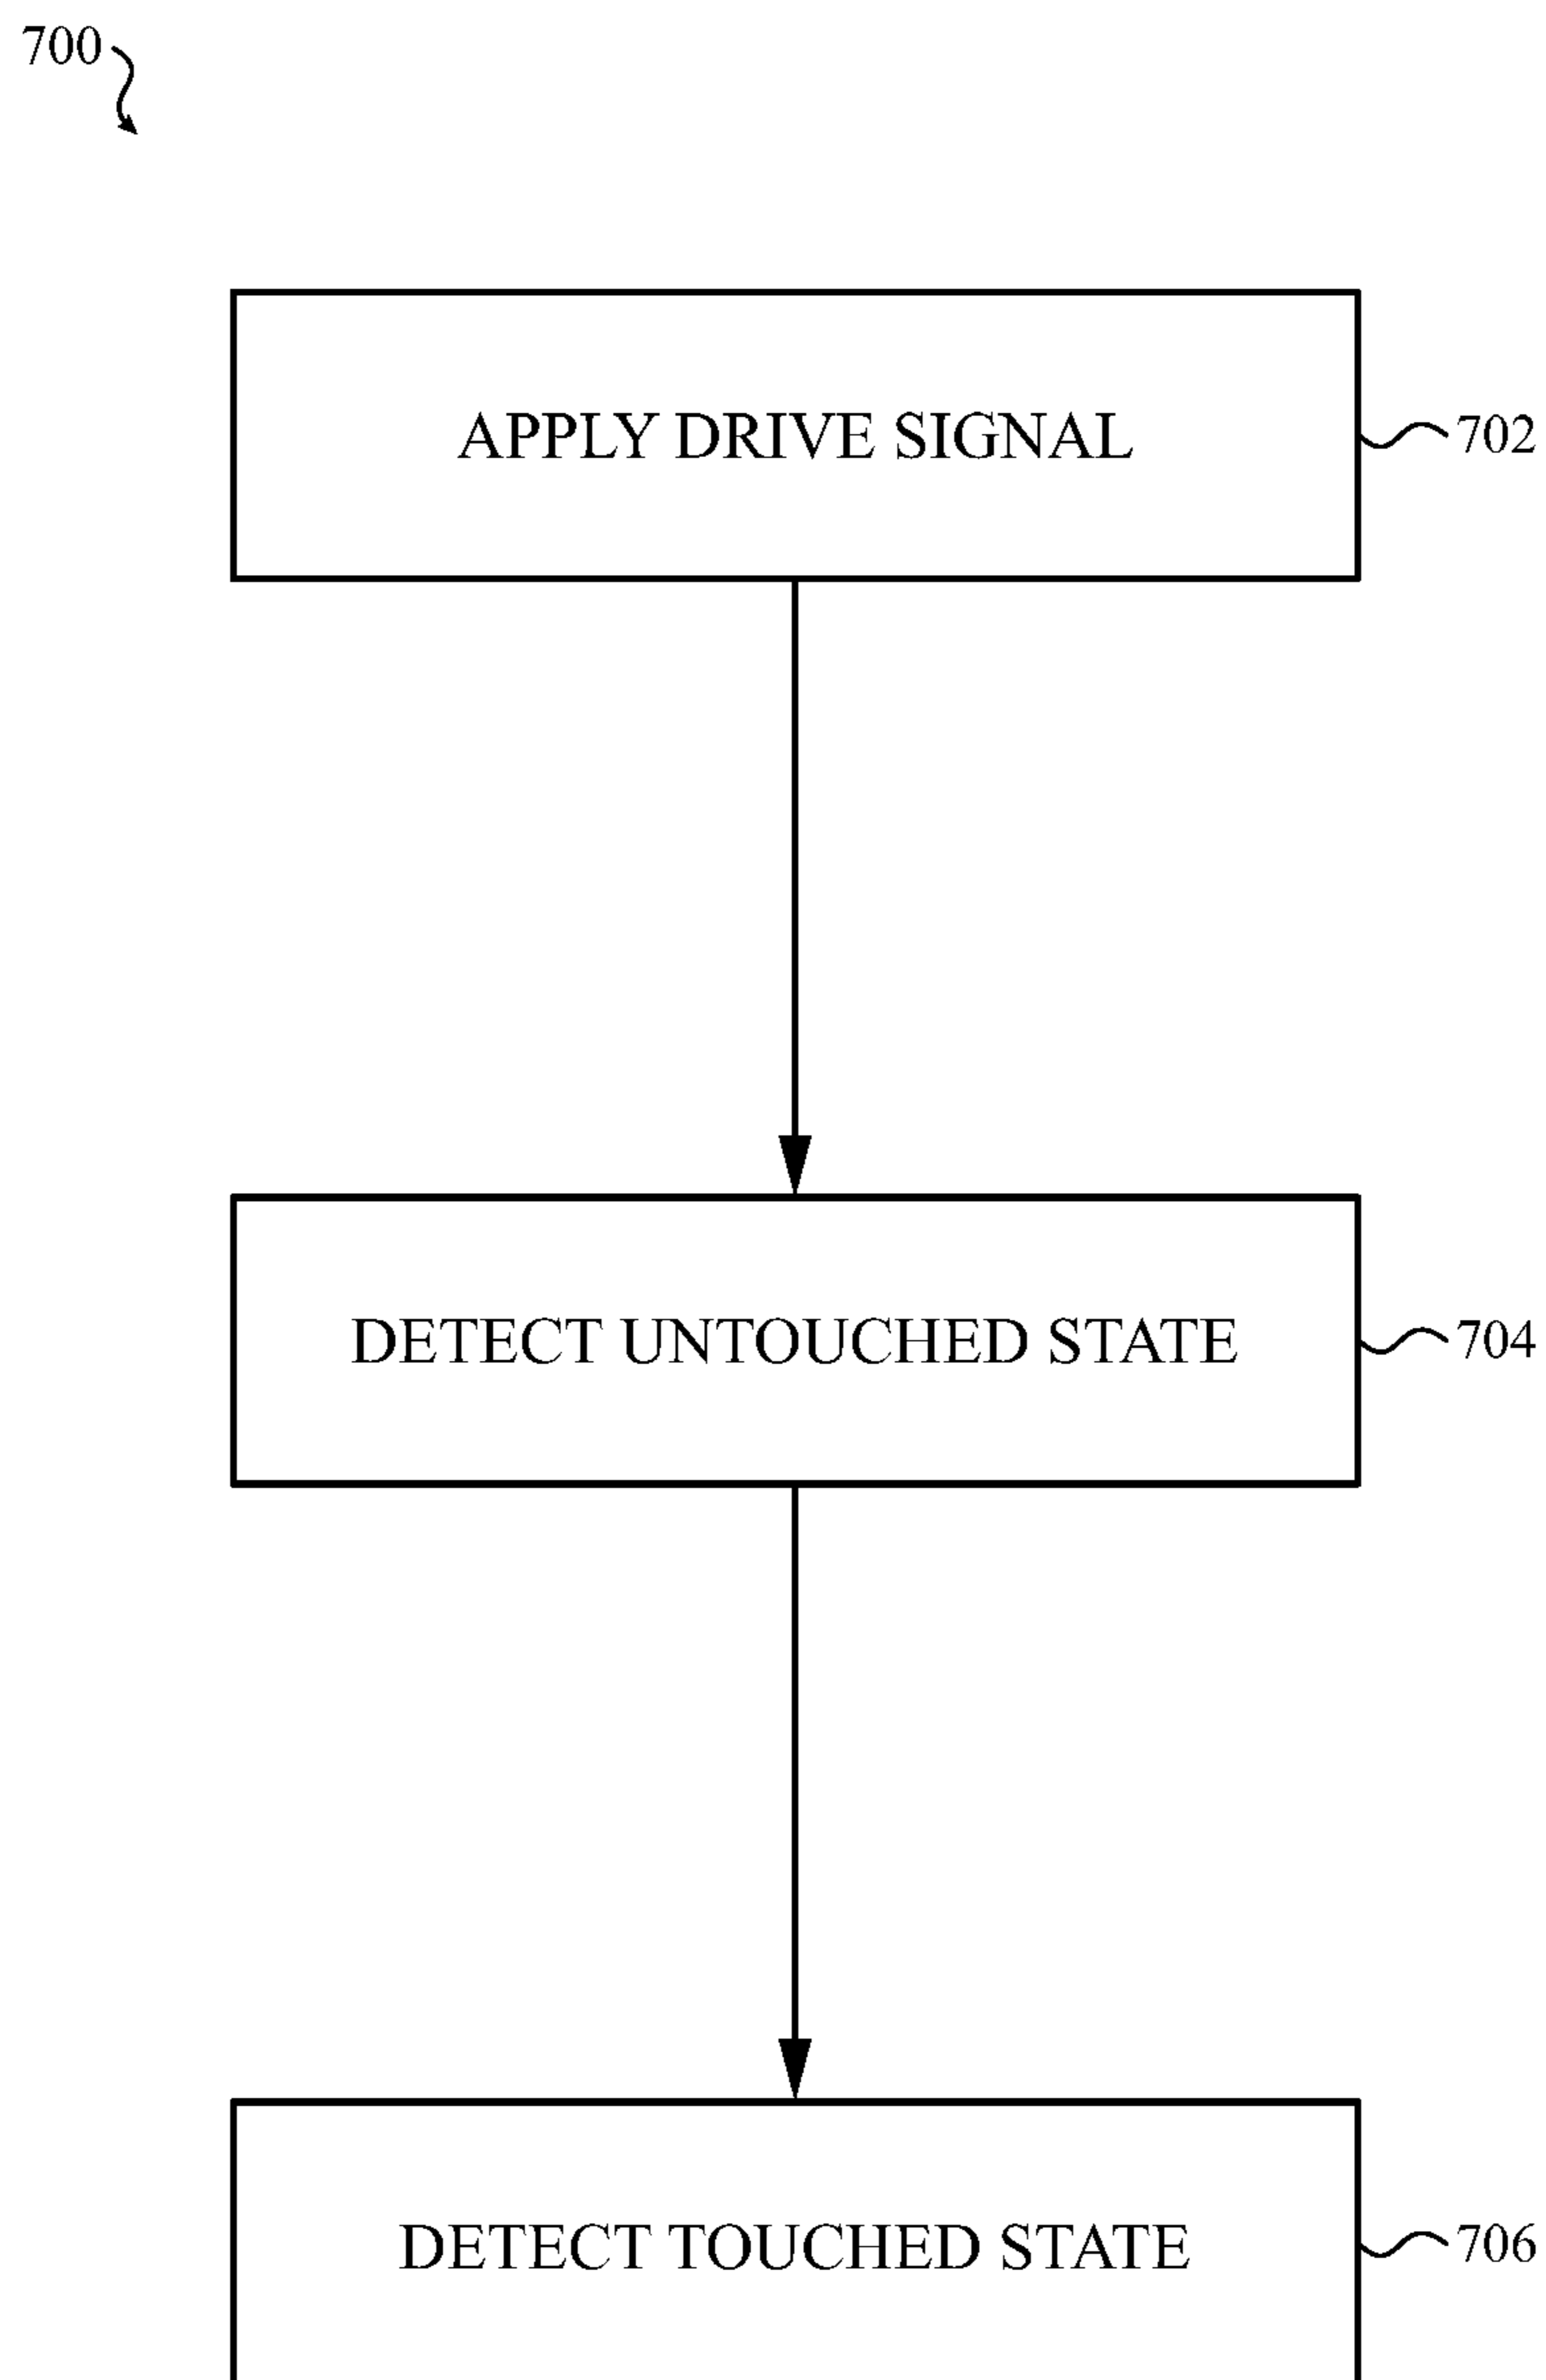 700
APPLY DRIVE SIGNAL
702
DETECT UNTOUCHED STATE
704
DETECT TOUCHED STATE
706